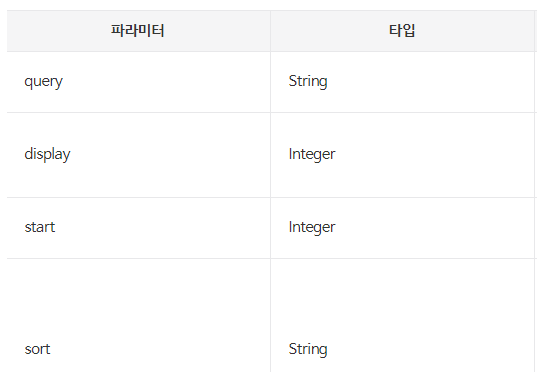 파라미터 타입
query String
display Integer
start Integer
sort String